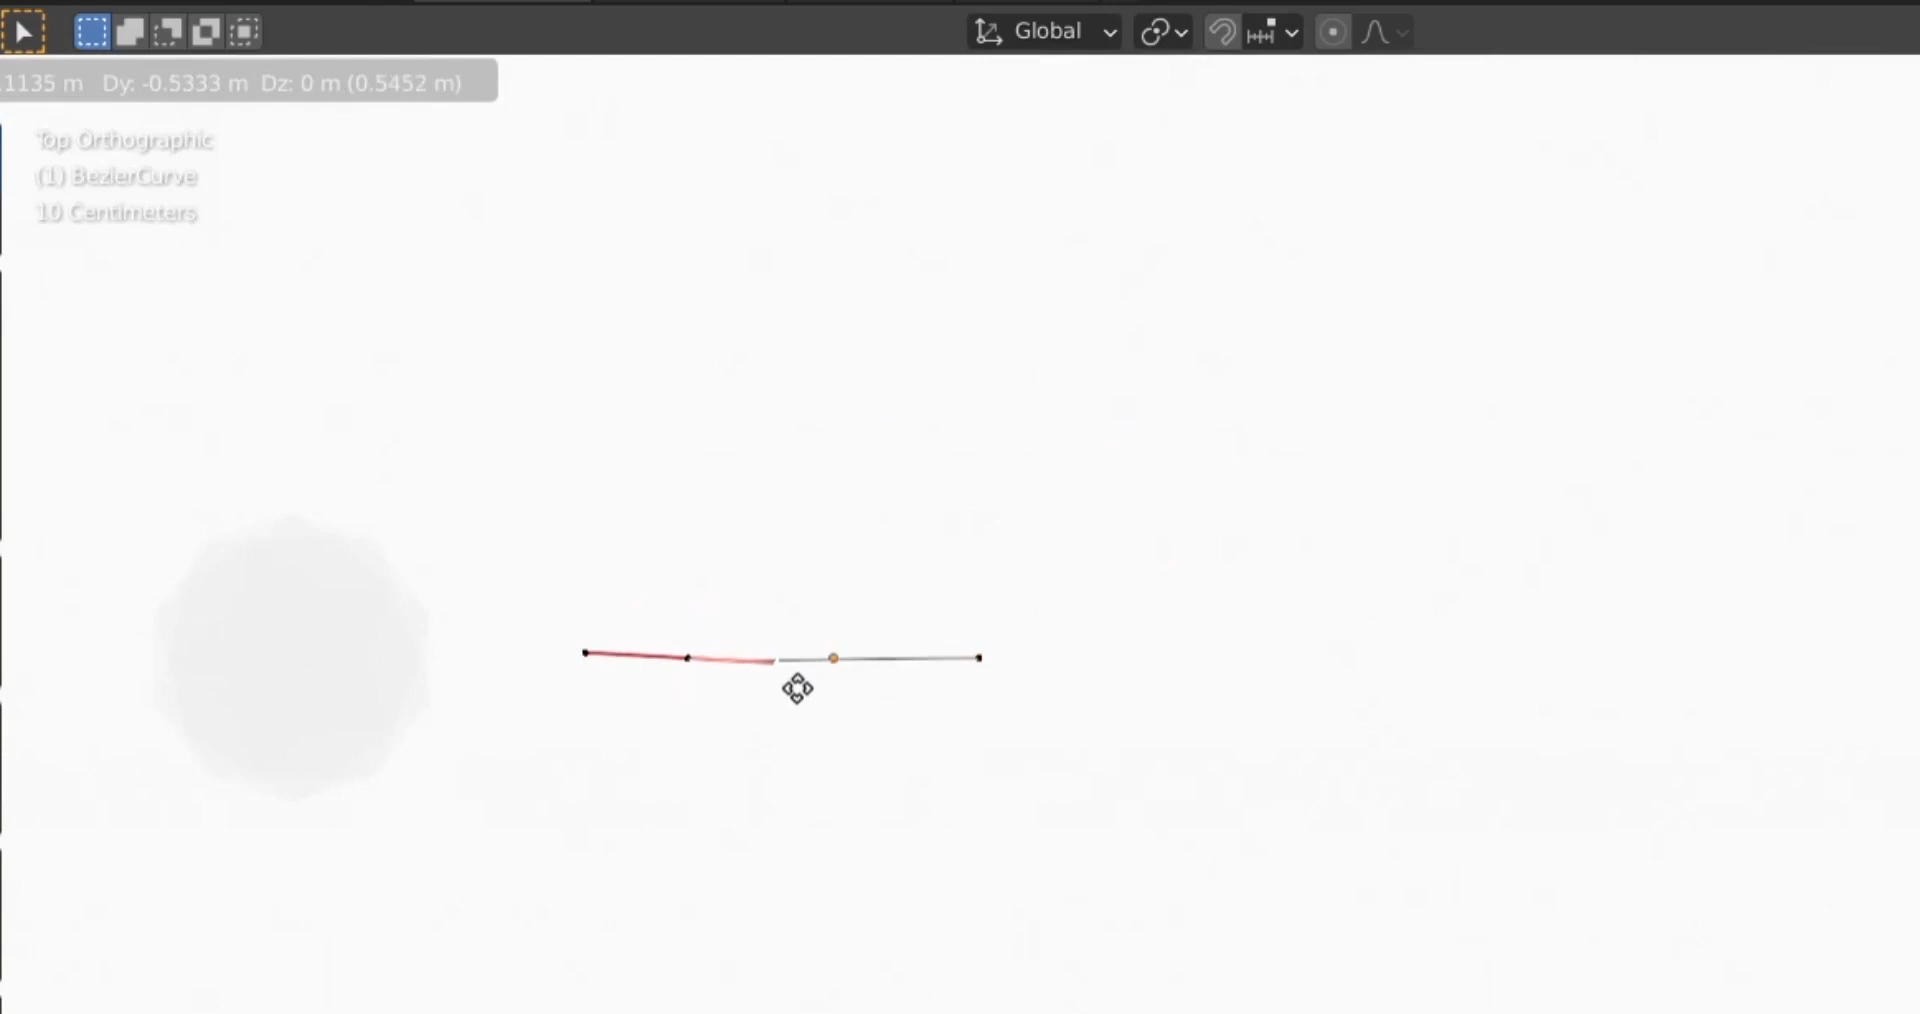 Global
.1135 m   Dy: -0.5333 m  Dz: 0 m (0.5452 m)
Top Orthographic
(1) BezierCurve
10 Centimeters